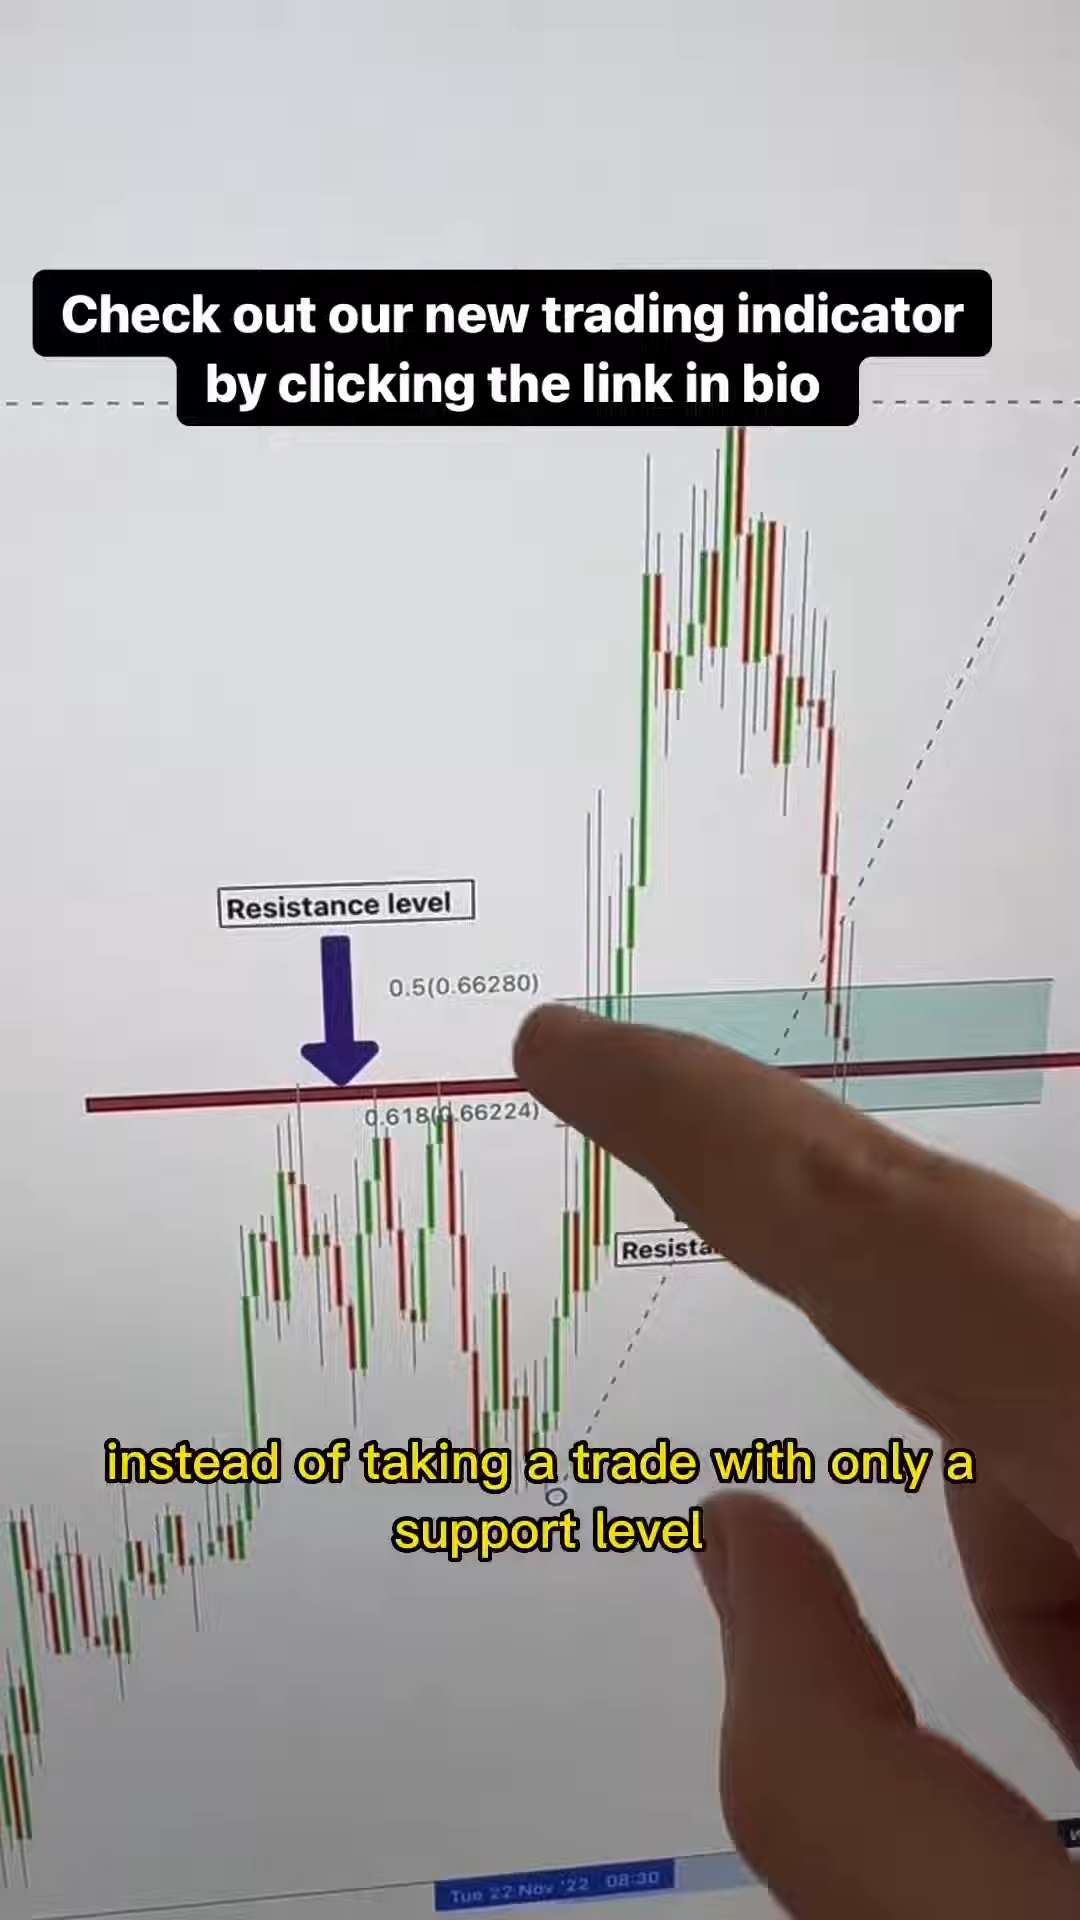 Check out our new trading indicator
by clicking the link in bio
Resistance level
0.5(0.66280)
0.618(0.66224)
instead of taking a trade with only a
support level
Tue 22 Nov '22 08:30